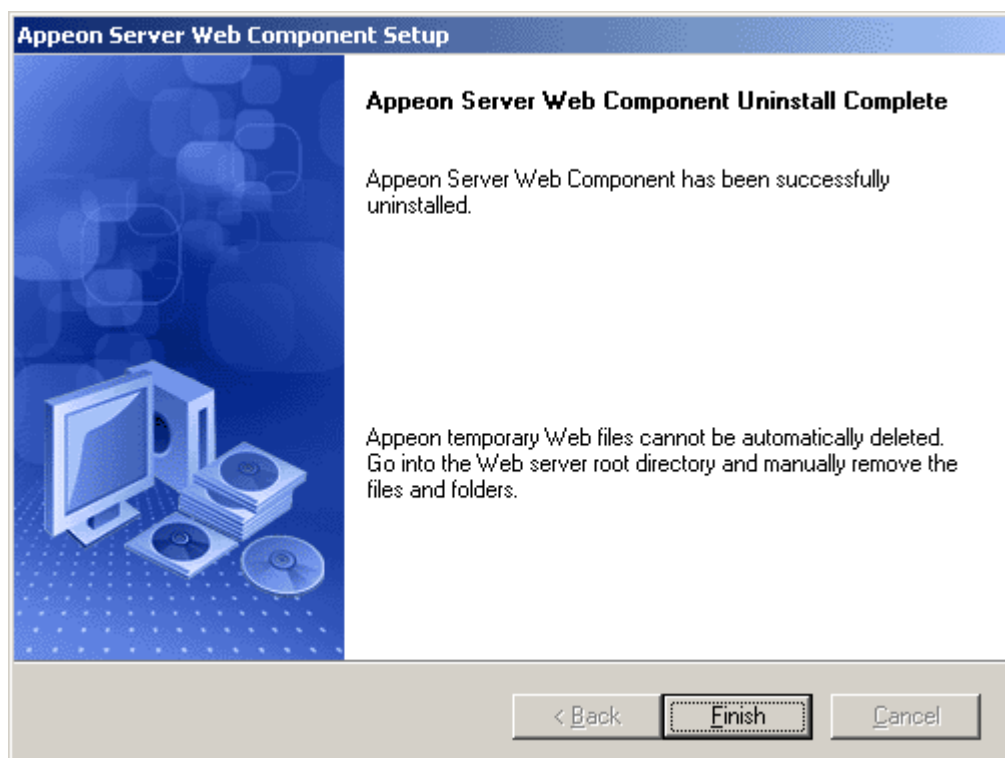 Appeon Server Web Component Setup
Appeon Server Web Component Uninstall Complete
Appeon Server Web Component has been successfully
uninstalled.
Appeon temporary Web files cannot be automatically deleted.
Go into the Web server root directory and manually remove the
files and folders.
< Back
Finish
Cancel